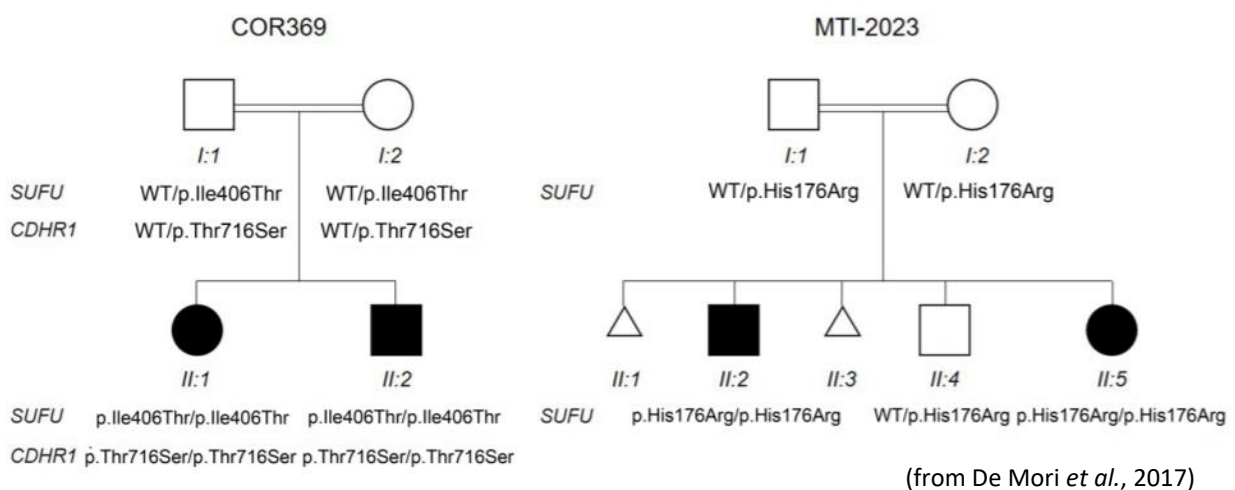 COR369 MTI-2023
I:1 I:2 I:1 I:2
SUFU WT/p.Ile406Thr WT/p.Ile406Thr SUFU WT/p.His176Arg WT/p.His176Arg
CDHR1 WT/p.Thr716Ser WT/p.Thr716Ser
II:1 II:2 II:1 II:2 II:3 II:4 II:5
SUFU p.Ile406Thr/p.Ile406Thr p.Ile406Thr/p.Ile406Thr SUFU p.His176Arg/p.His176Arg WT/p.His176Arg p.His176Arg/p.His176Arg
CDHR1 p.Thr716Ser/p.Thr716Ser p.Thr716Ser/p.Thr716Ser
(from De Mori et al., 2017)